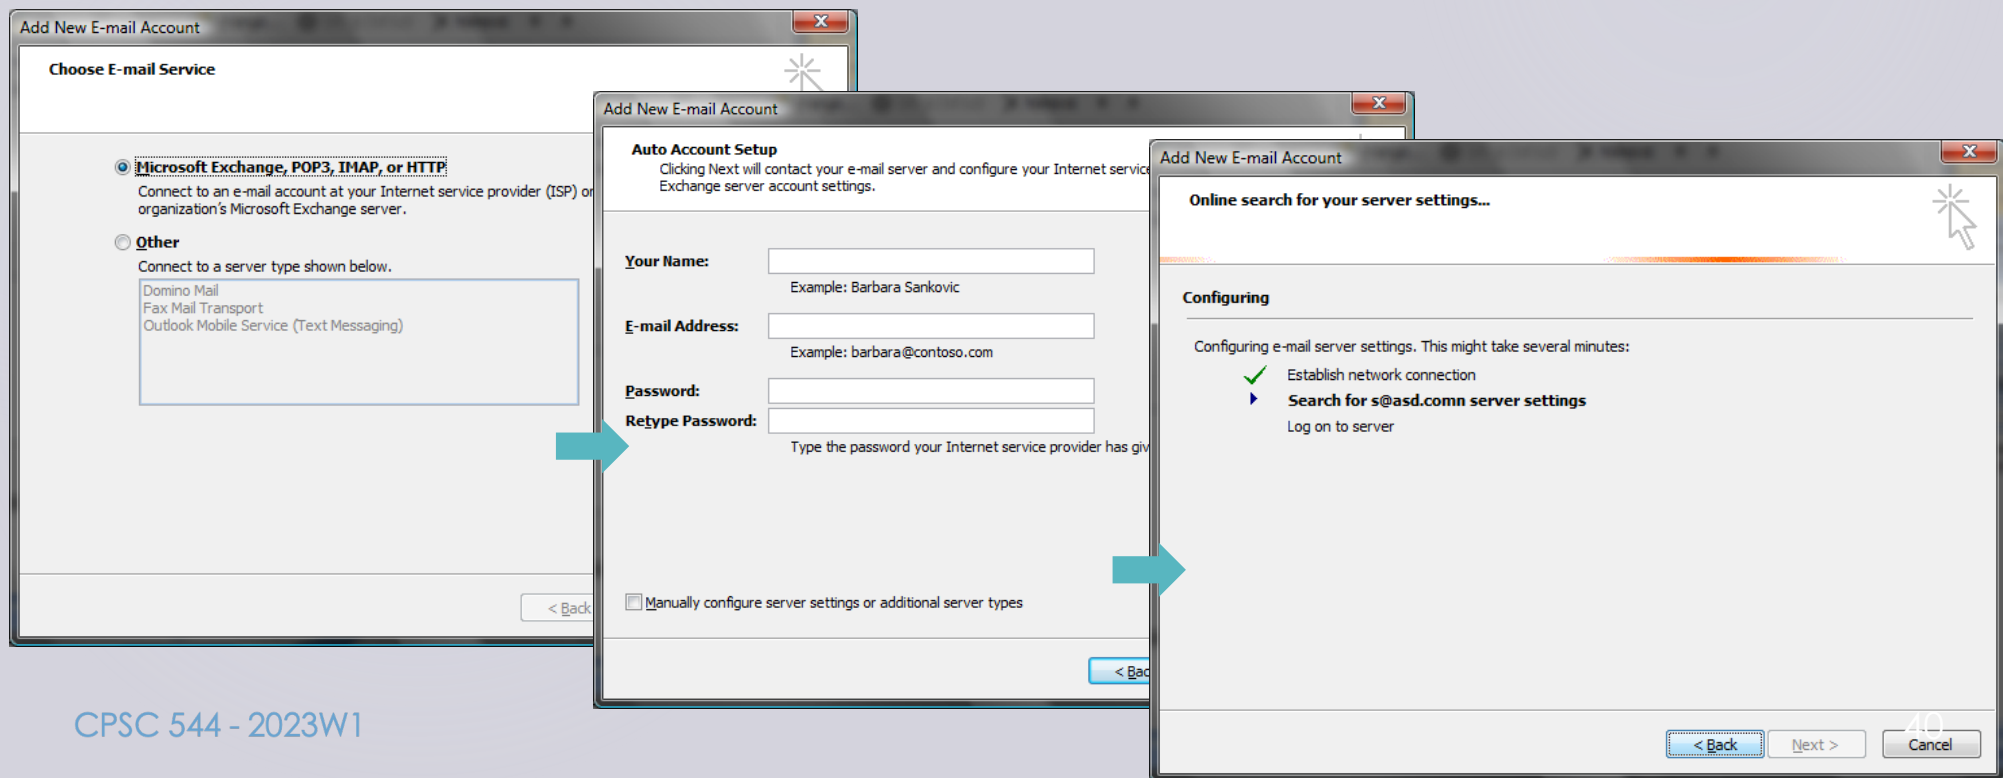 Add New E-mail Account
Choose E-mail Service
Microsoft Exchange, POP3, IMAP, or HTTP
Connect to an e-mail account at your Internet service provider (ISP) or
organization's Microsoft Exchange server.
Other
Connect to a server type shown below.
Domino Mail
Fax Mail Transport
Outlook Mobile Service (Text Messaging)
< Back
Add New E-mail Account
Auto Account Setup
Clicking Next will contact your e-mail server and configure your Internet service
Exchange server account settings.
Your Name:
Example: Barbara Sankovic
E-mail Address:
Example: barbara@contoso.com
Password:
Retype Password:
Type the password your Internet service provider has giv
Manually configure server settings or additional server types
< Bac
Add New E-mail Account
Online search for your server settings...
Configuring
Configuring e-mail server settings. This might take several minutes:
Establish network connection
Search for s@asd.comn server settings
Log on to server
< Back
Next >
Cancel
CPSC 544 - 2023W1
40